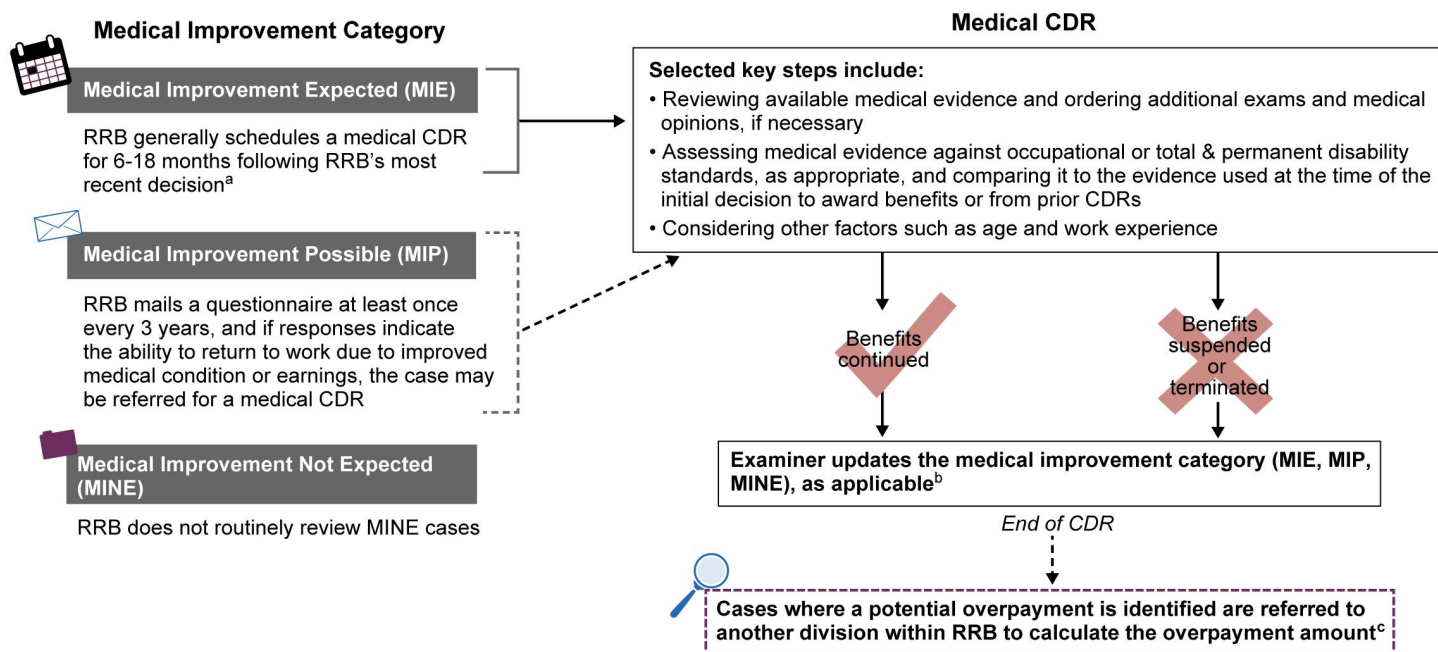 Medical Improvement Category
Medical Improvement Expected (MIE)
RRB generally schedules a medical CDR
for 6-18 months following RRB’s most
recent decisionᵃ
Medical Improvement Possible (MIP)
RRB mails a questionnaire at least once
every 3 years, and if responses indicate
the ability to return to work due to improved
medical condition or earnings, the case may
be referred for a medical CDR
Medical Improvement Not Expected
(MINE)
RRB does not routinely review MINE cases
Medical CDR
Selected key steps include:
• Reviewing available medical evidence and ordering additional exams and medical
opinions, if necessary
• Assessing medical evidence against occupational or total & permanent disability
standards, as appropriate, and comparing it to the evidence used at the time of the
initial decision to award benefits or from prior CDRs
• Considering other factors such as age and work experience
Benefits
continued
Benefits
suspended
or
terminated
Examiner updates the medical improvement category (MIE, MIP,
MINE), as applicableᵇ
End of CDR
Cases where a potential overpayment is identified are referred to
another division within RRB to calculate the overpayment amountᶜ